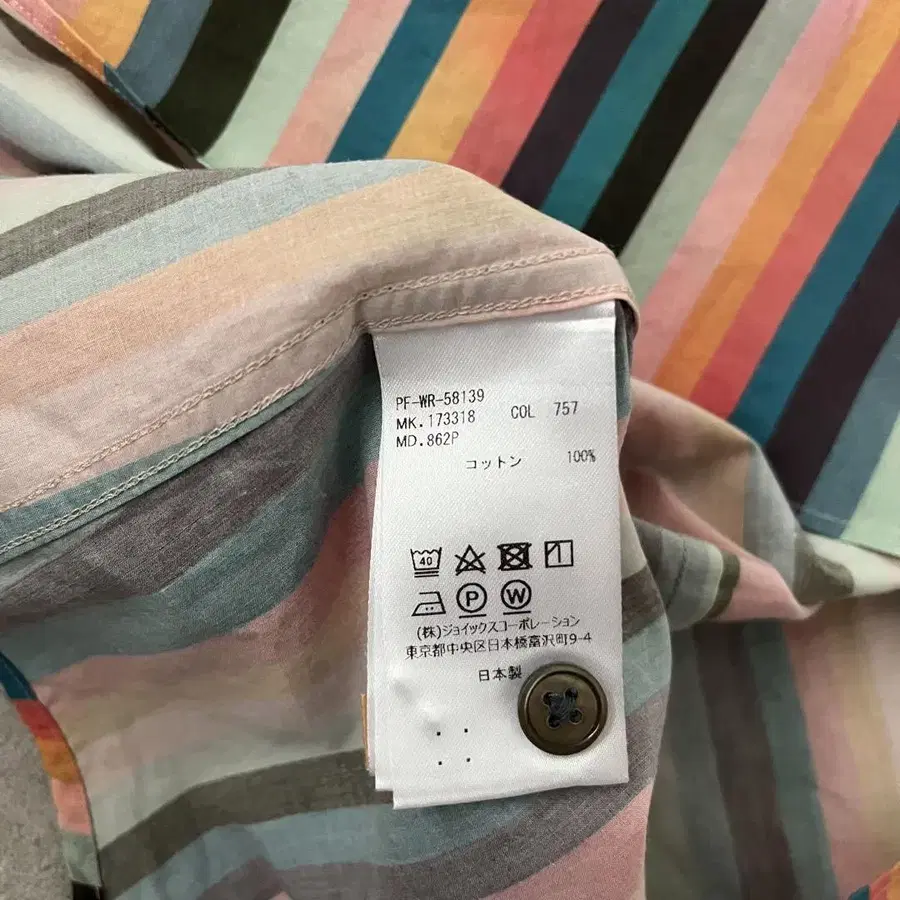 PF-WR-58139
MK.173318 COL 757
MD.862P
コットン 100%
40
P W
(株)ジョイックスコーポレーション
東京都中央区日本橋富沢町9-4
日本製